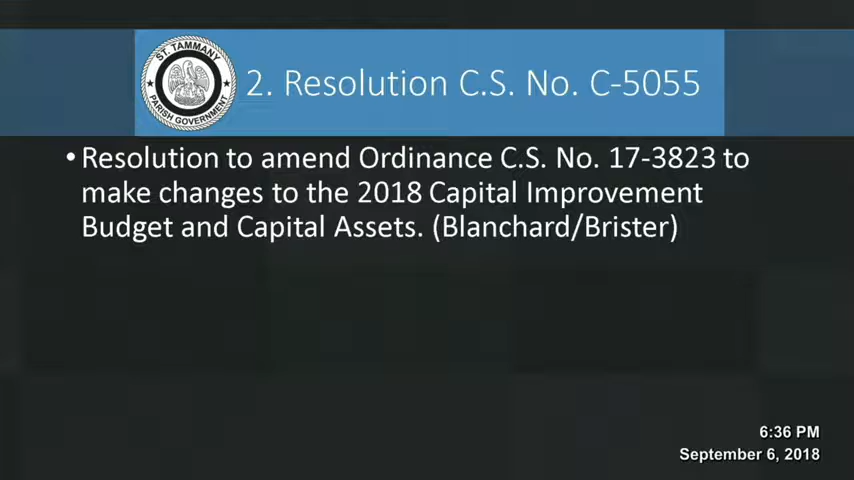 ST. TAMMANY
PARISH GOVERNMENT
2. Resolution C.S. No. C-5055
• Resolution to amend Ordinance C.S. No. 17-3823 to
make changes to the 2018 Capital Improvement
Budget and Capital Assets. (Blanchard/Brister)
6:36 PM
September 6, 2018